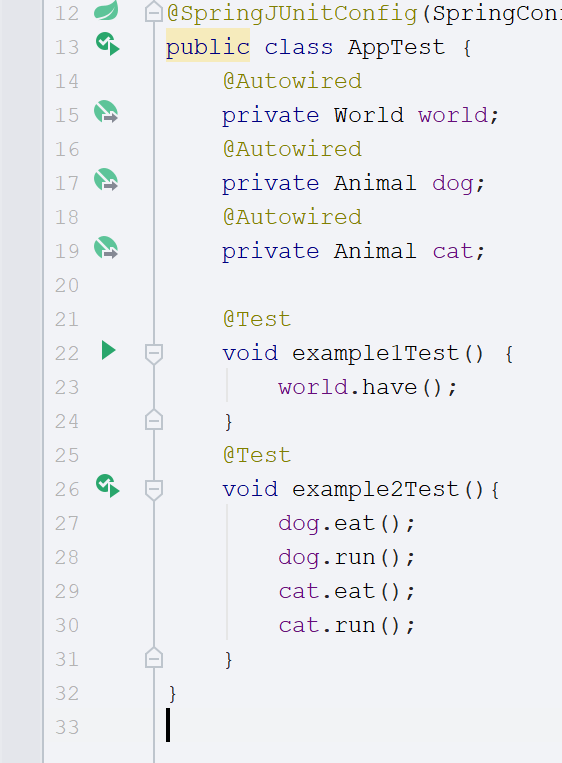 12 @SpringJUnitConfig(SpringConf
13 public class AppTest {
14 @Autowired
15 private World world;
16 @Autowired
17 private Animal dog;
18 @Autowired
19 private Animal cat;
20
21 @Test
22 void example1Test() {
23 world.have();
24 }
25 @Test
26 void example2Test(){
27 dog.eat();
28 dog.run();
29 cat.eat();
30 cat.run();
31 }
32 }
33